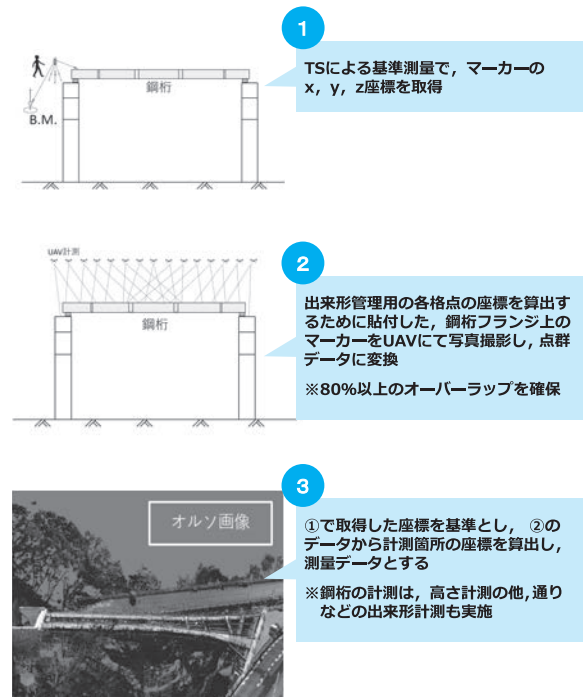 1
TSによる基準測量で，マーカーの
x，y，z座標を取得
鋼桁
B.M.
2
UAV計測
鋼桁
出来形管理用の各格点の座標を算出す
るために貼付した，鋼桁フランジ上の
マーカーをUAVにて写真撮影し，点群
データに変換
※80％以上のオーバーラップを確保
3
オルソ画像
①で取得した座標を基準とし， ②の
データから計測箇所の座標を算出し，
測量データとする
※鋼桁の計測は，高さ計測の他，通り
などの出来形計測も実施